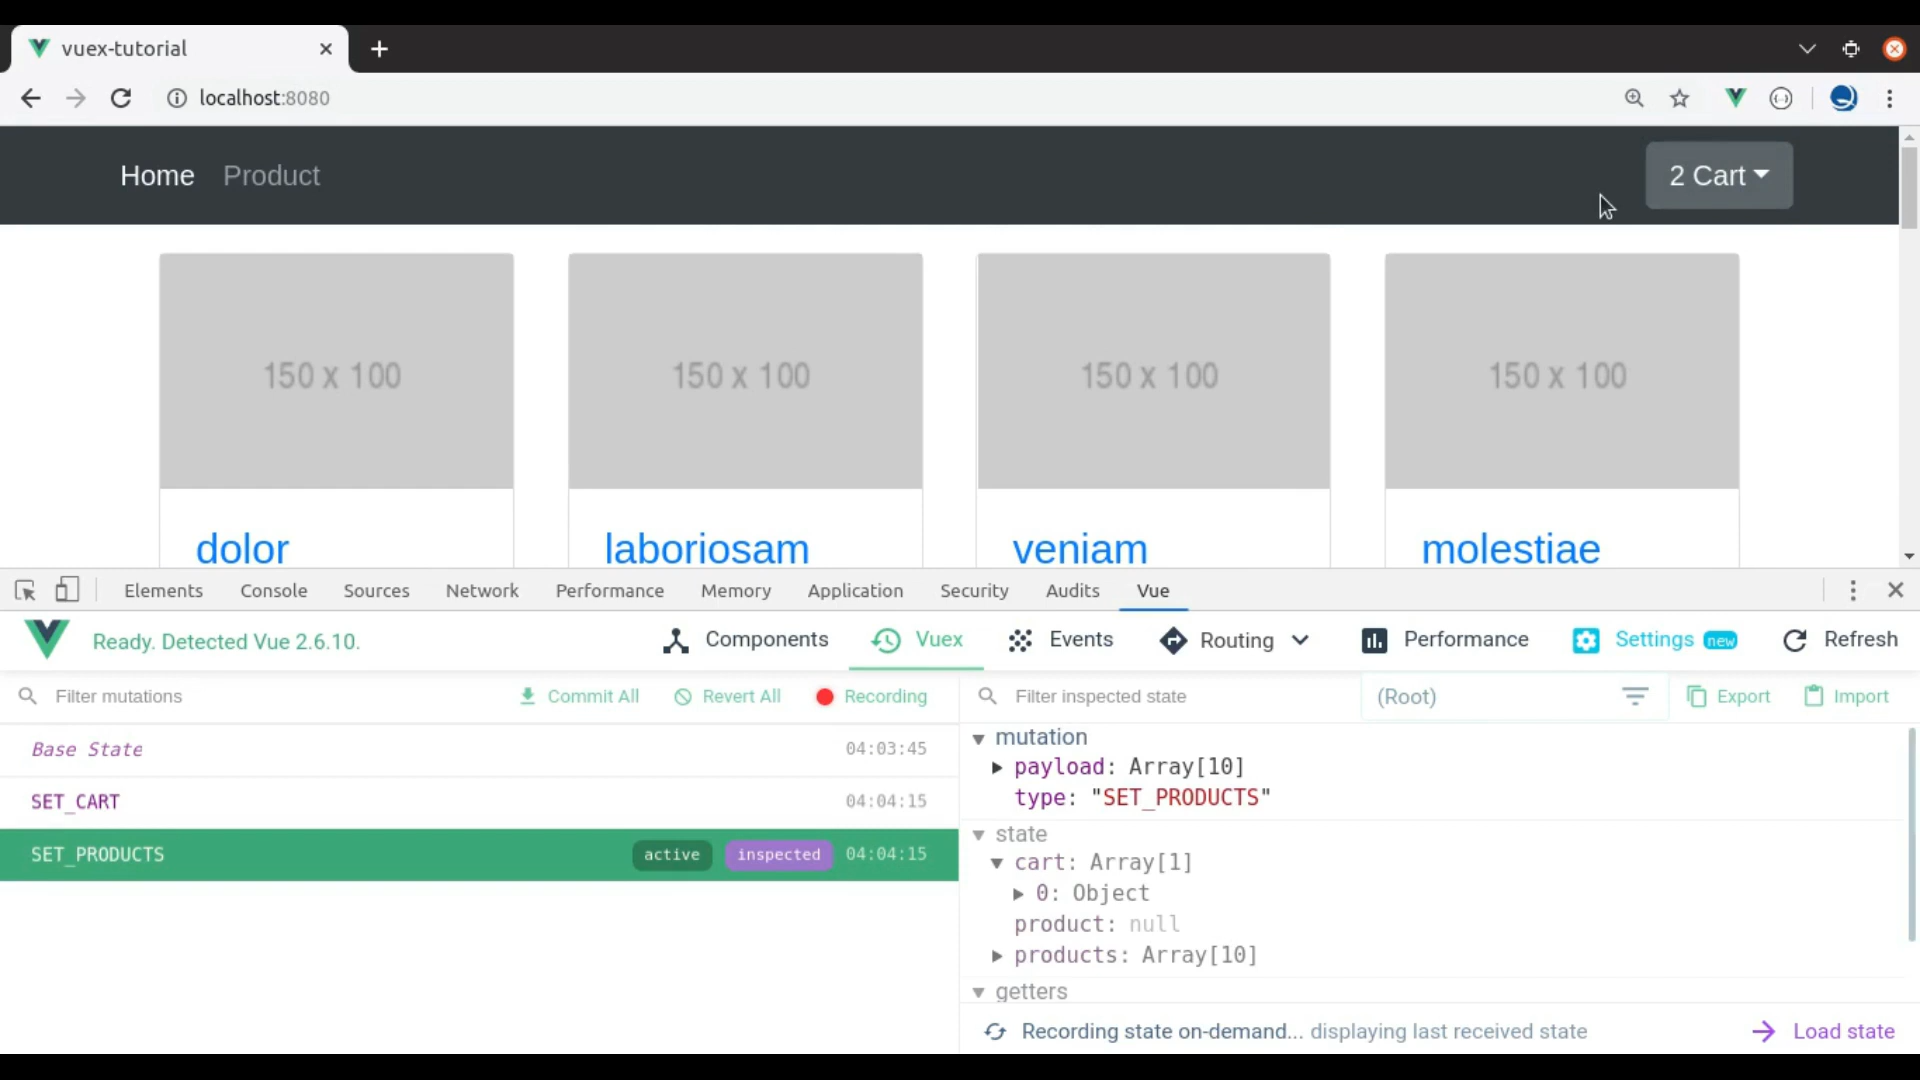 vuex-tutorial
localhost:8080
Home Product 2 Cart
150 x 100 150 x 100 150 x 100 150 x 100
dolor laboriosam veniam molestiae
Elements Console Sources Network Performance Memory Application Security Audits Vue
Ready. Detected Vue 2.6.10. Components Vuex Events Routing Performance Settings new Refresh
Filter mutations Commit All Revert All Recording Filter inspected state (Root) Export Import
Base State 04:03:45
SET_CART 04:04:15
SET_PRODUCTS active inspected 04:04:15
mutation
payload: Array[10]
type: "SET_PRODUCTS"
state
cart: Array[1]
0: Object
product: null
products: Array[10]
getters
Recording state on-demand... displaying last received state Load state